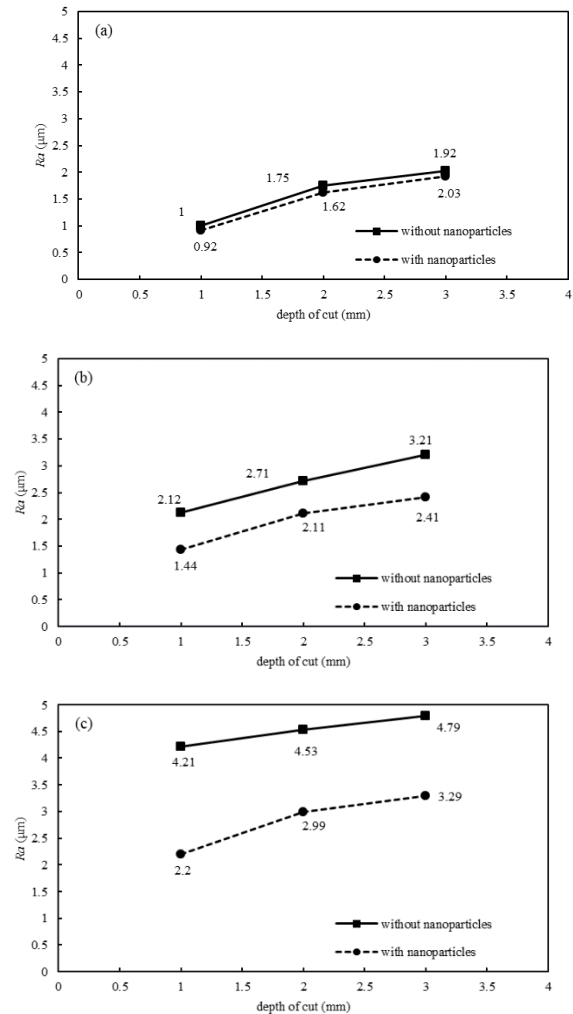 (a)
5
4.5
4
3.5
3
2.5
2
1.5
1
0.5
0
Ra (μm)
1.92
1.75
2.03
1.62
1
0.92
without nanoparticles
with nanoparticles
0 0.5 1 1.5 2 2.5 3 3.5 4
depth of cut (mm)
(b)
5
4.5
4
3.5
3
2.5
2
1.5
1
0.5
0
Ra (μm)
3.21
2.71
2.12
2.41
2.11
1.44
without nanoparticles
with nanoparticles
0 0.5 1 1.5 2 2.5 3 3.5 4
depth of cut (mm)
(c)
5
4.5
4
3.5
3
2.5
2
1.5
1
0.5
0
Ra (μm)
4.79
4.53
4.21
3.29
2.99
2.2
without nanoparticles
with nanoparticles
0 0.5 1 1.5 2 2.5 3 3.5 4
depth of cut (mm)